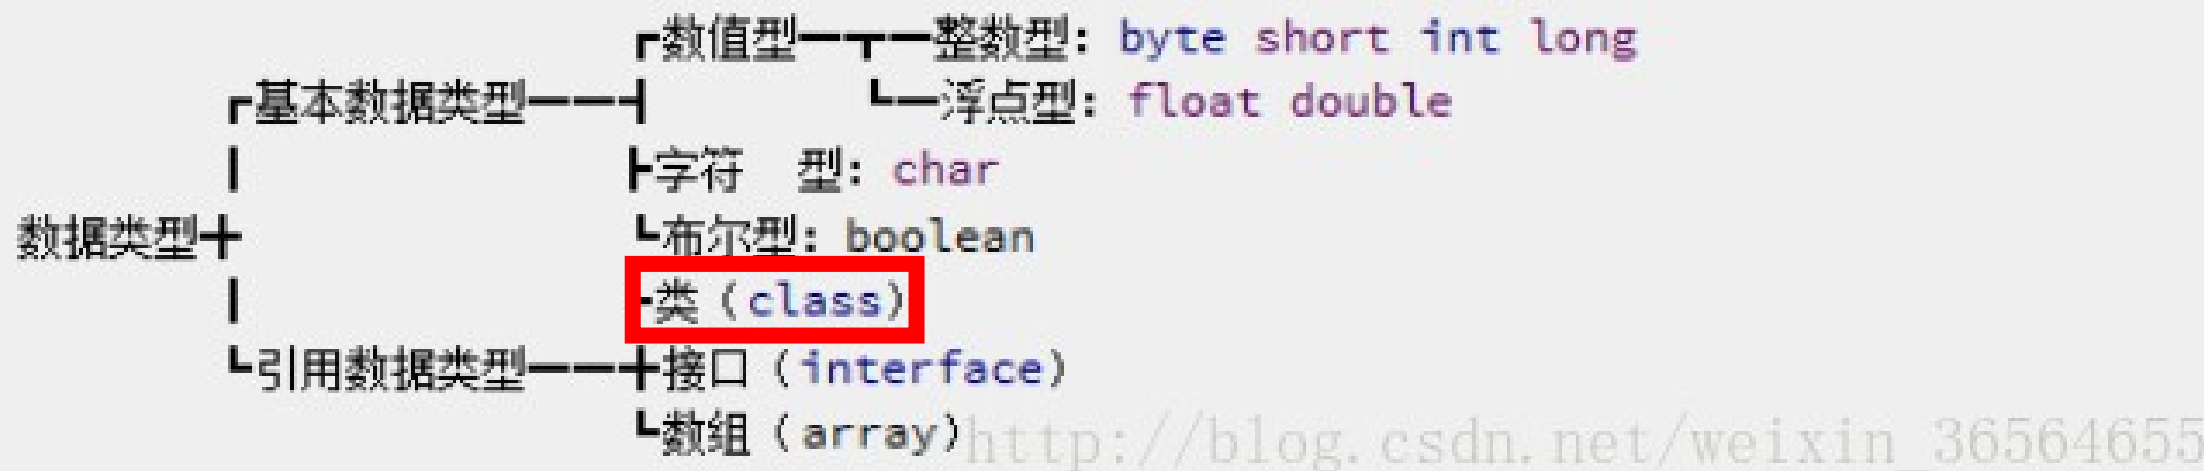 ┏数值型━┳━整数型: byte short int long
┏基本数据类型━━┫ ┗━浮点型: float double
┃ ┣字符 型: char
数据类型╋ ┗布尔型: boolean
┃ 类 (class)
┗引用数据类型━━╋接口 (interface)
┗数组 (array)
http://blog.csdn.net/weixin_36564655